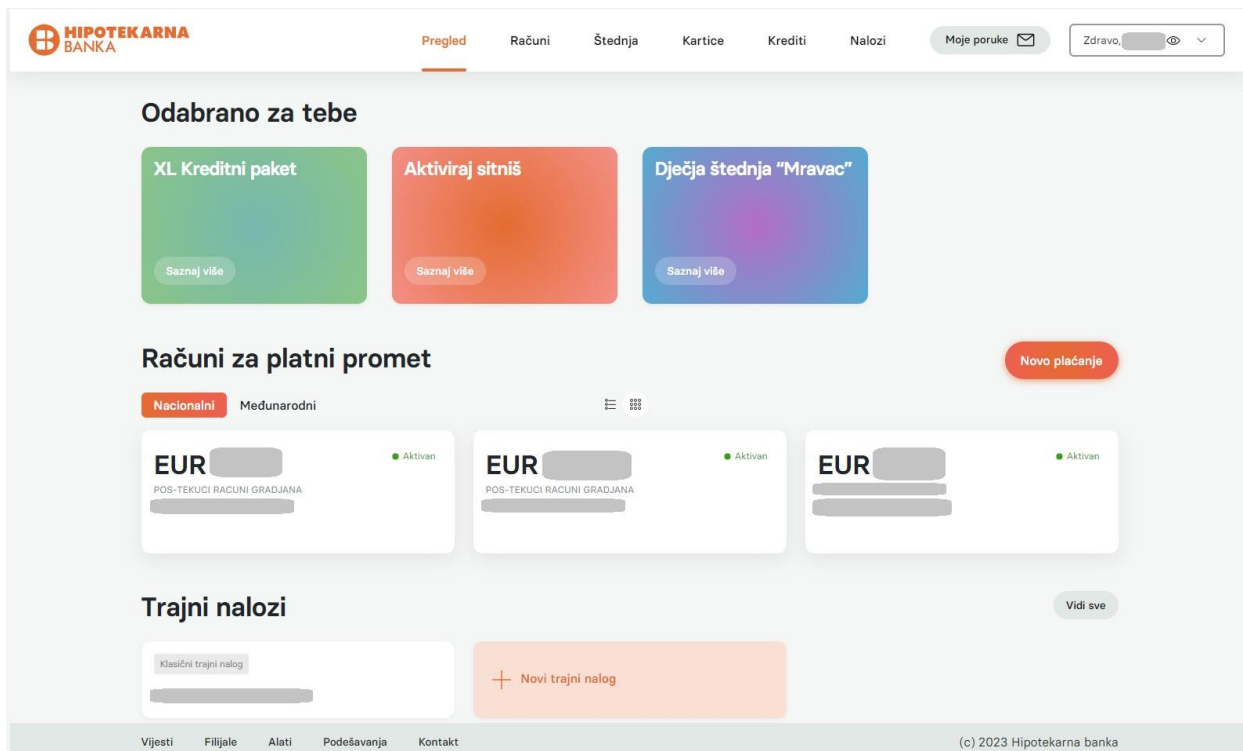 HIPOTEKARNA
BANKA
Pregled
Računi
Štednja
Kartice
Krediti
Nalozi
Moje poruke
Zdravo,
Odabrano za tebe
XL Kreditni paket
Saznaj više
Aktiviraj sitniš
Saznaj više
Dječja štednja “Mravac”
Saznaj više
Računi za platni promet
Novo plaćanje
Nacionalni
Međunarodni
EUR
Aktivan
POS-TEKUCI RACUNI GRADJANA
EUR
Aktivan
POS-TEKUCI RACUNI GRADJANA
EUR
Aktivan
Trajni nalozi
Vidi sve
Klasični trajni nalog
Novi trajni nalog
Vijesti
Filijale
Alati
Podešavanja
Kontakt
(c) 2023 Hipotekarna banka